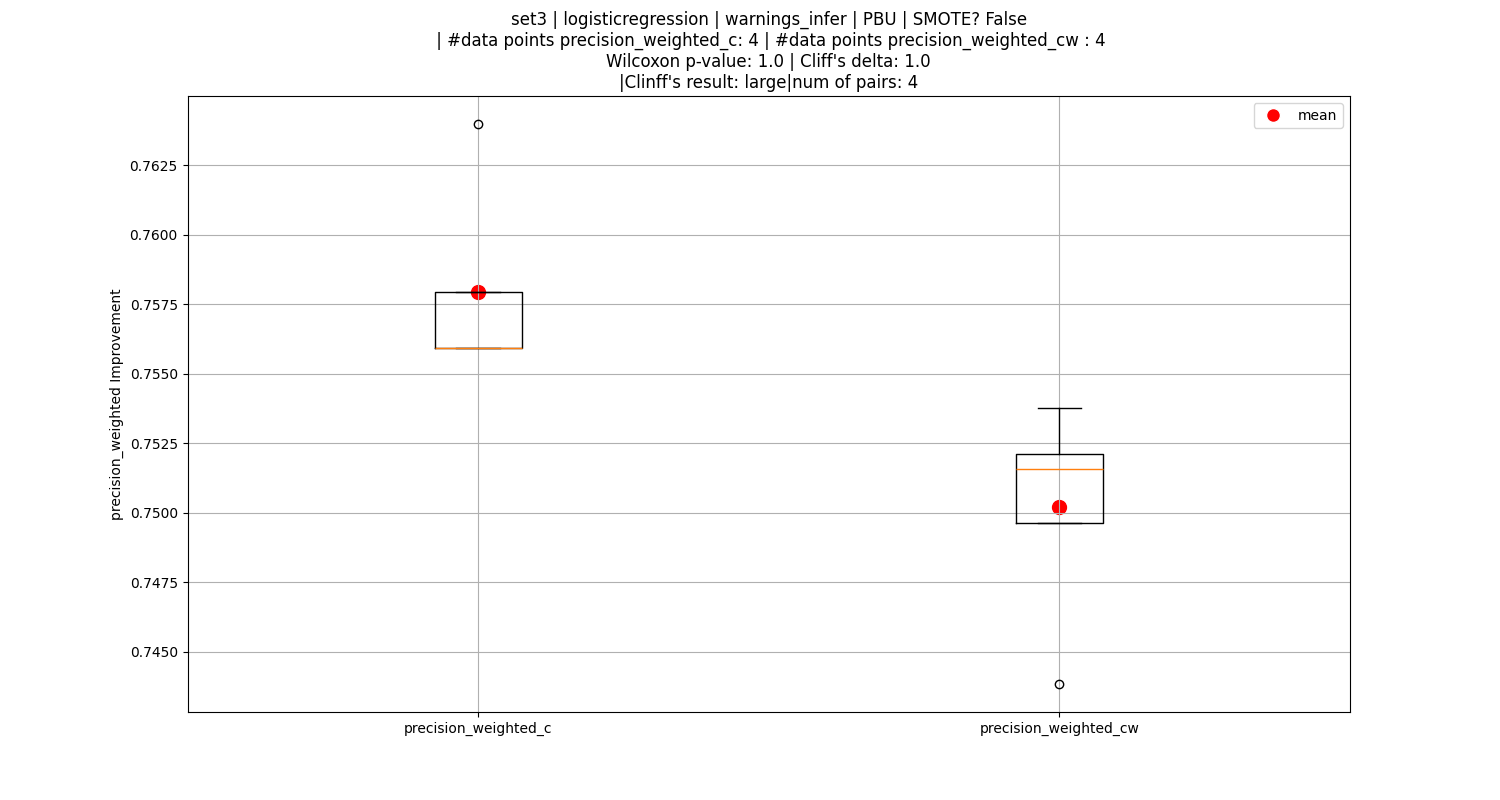 set3 | logisticregression | warnings_infer | PBU | SMOTE? False
| #data points precision_weighted_c: 4 | #data points precision_weighted_cw : 4
Wilcoxon p-value: 1.0 | Cliff's delta: 1.0
|Clinff's result: large|num of pairs: 4
mean
precision_weighted Improvement
0.7625
0.7600
0.7575
0.7550
0.7525
0.7500
0.7475
0.7450
precision_weighted_c
precision_weighted_cw